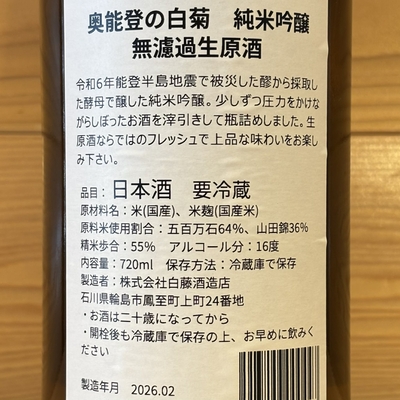 奥能登の白菊　純米吟醸
無濾過生原酒
令和6年能登半島地震で被災した醪から採取し
た酵母で醸した純米吟醸。少しずつ圧力をかけな
がらしぼったお酒を滓引きして瓶詰めしました。生
原酒ならではのフレッシュで上品な味わいをお楽し
み下さい。
品目：日本酒　要冷蔵
原材料名：米(国産)、米麹(国産米)
原料米使用割合：五百万石64％、山田錦36％
精米歩合：55％　アルコール分：16度
内容量：720ml　保存方法：冷蔵庫で保存
製造者：株式会社白藤酒造店
石川県輪島市鳳至町上町24番地
・お酒は二十歳になってから
・開栓後も冷蔵庫で保存の上、お早めに飲みく
ださい
製造年月　2026.02